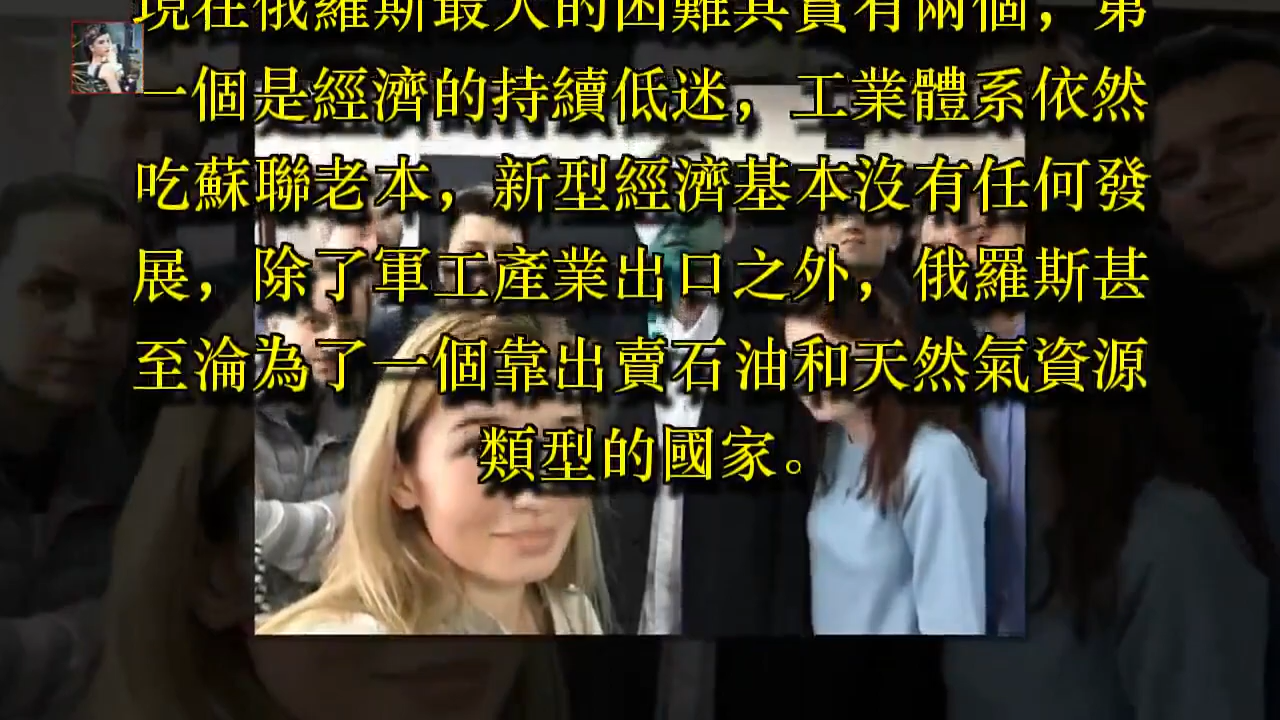 現在俄羅斯最大的困難其實有兩個，第
一個是經濟的持續低迷，工業體系依然
吃蘇聯老本，新型經濟基本沒有任何發
展，除了軍工產業出口之外，俄羅斯甚
至淪為了一個靠出賣石油和天然氣資源
類型的國家。